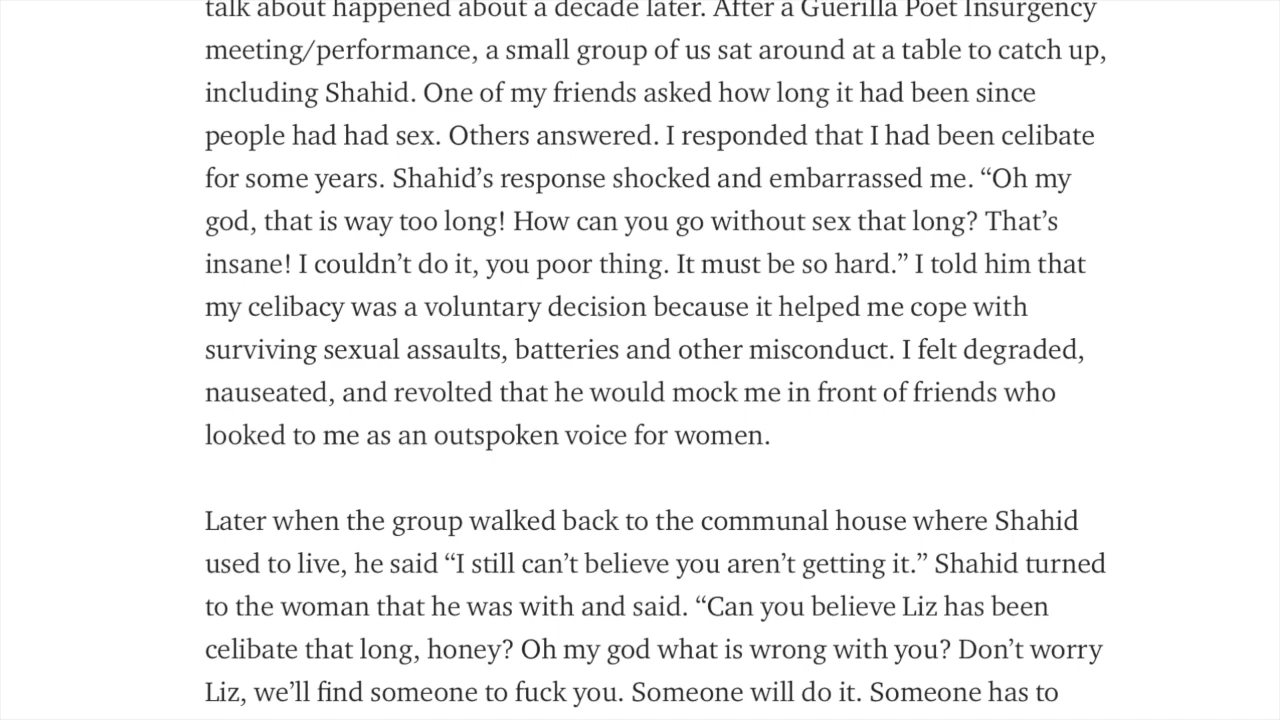 talk about happened about a decade later. After a Guerilla Poet Insurgency
meeting/performance, a small group of us sat around at a table to catch up,
including Shahid. One of my friends asked how long it had been since
people had had sex. Others answered. I responded that I had been celibate
for some years. Shahid’s response shocked and embarrassed me. “Oh my
god, that is way too long! How can you go without sex that long? That’s
insane! I couldn’t do it, you poor thing. It must be so hard.” I told him that
my celibacy was a voluntary decision because it helped me cope with
surviving sexual assaults, batteries and other misconduct. I felt degraded,
nauseated, and revolted that he would mock me in front of friends who
looked to me as an outspoken voice for women.
Later when the group walked back to the communal house where Shahid
used to live, he said “I still can’t believe you aren’t getting it.” Shahid turned
to the woman that he was with and said. “Can you believe Liz has been
celibate that long, honey? Oh my god what is wrong with you? Don’t worry
Liz, we’ll find someone to fuck you. Someone will do it. Someone has to